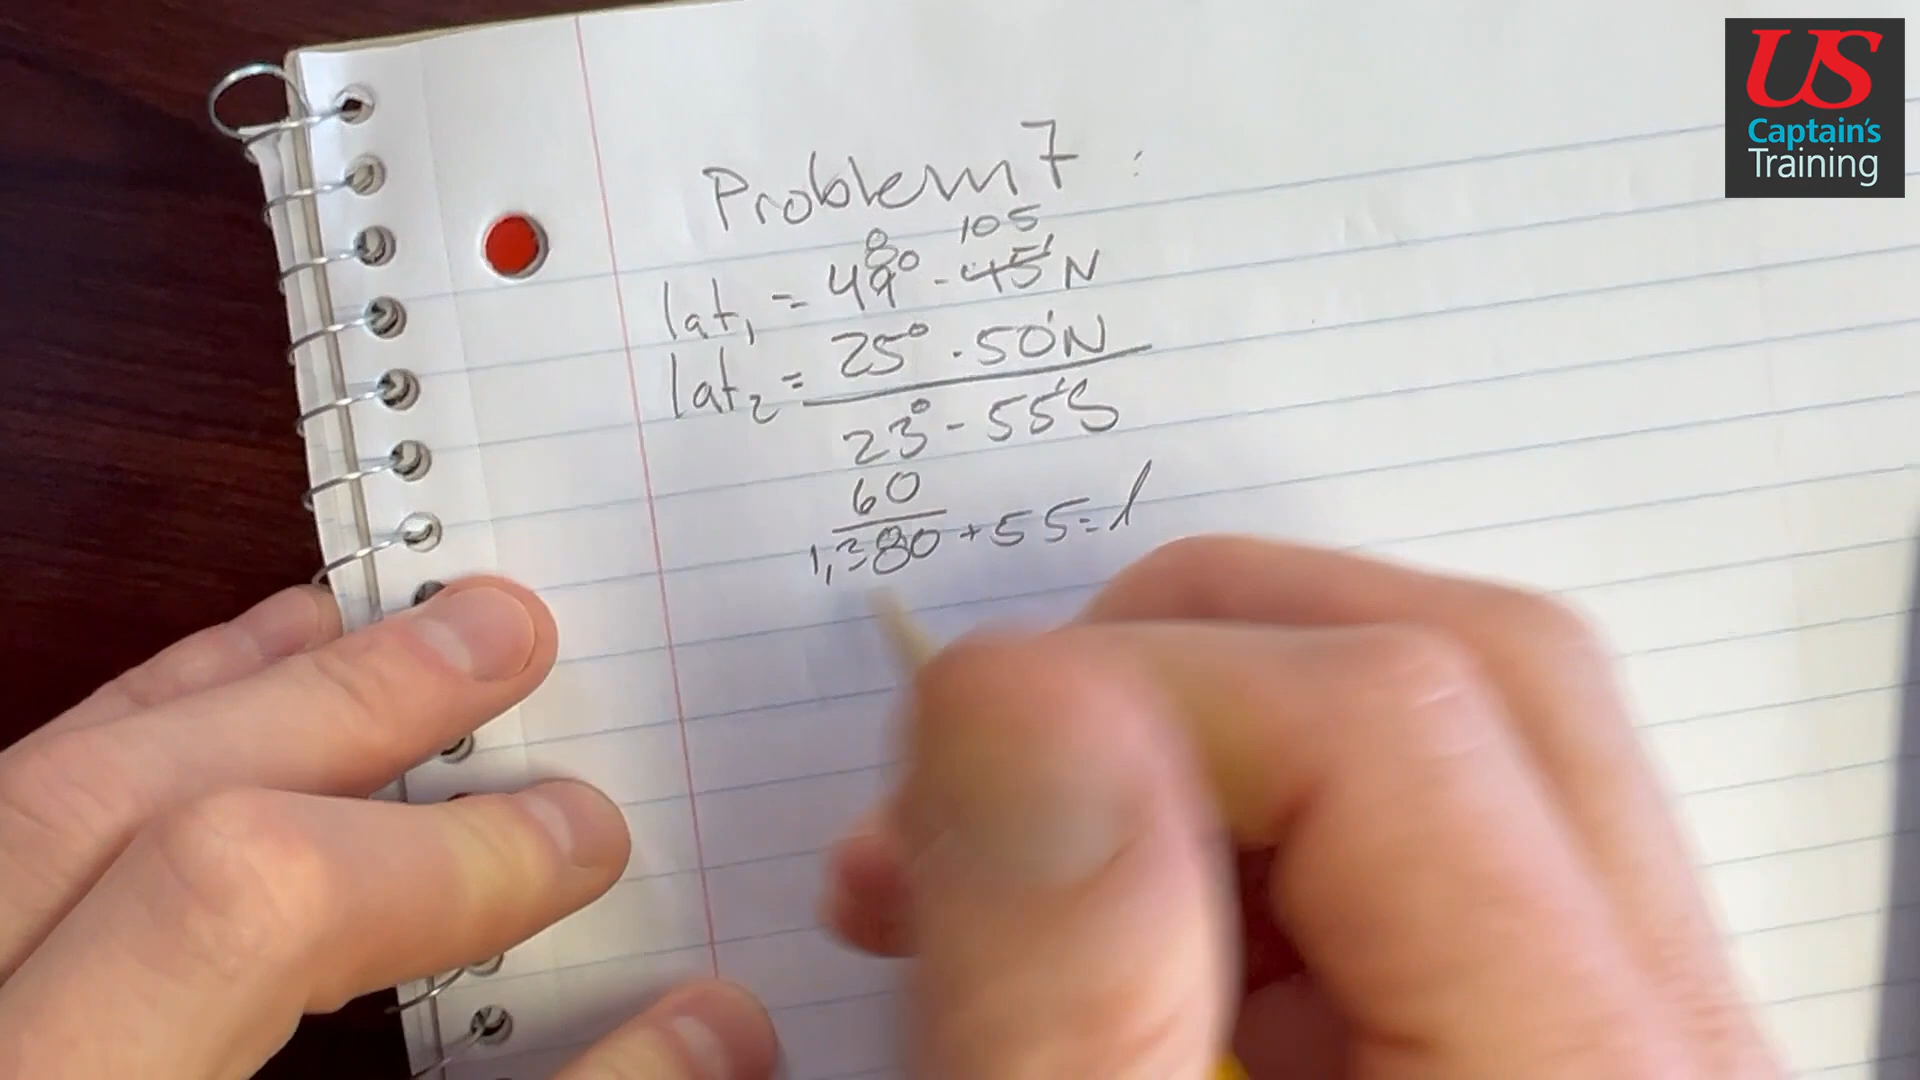 US
Captain's
Training
Problem 7 :
8 105
lat₁ = 49° - 45' N
lat₂ = 25° . 50' N
23° - 55' S
60
1,380 + 55 = l